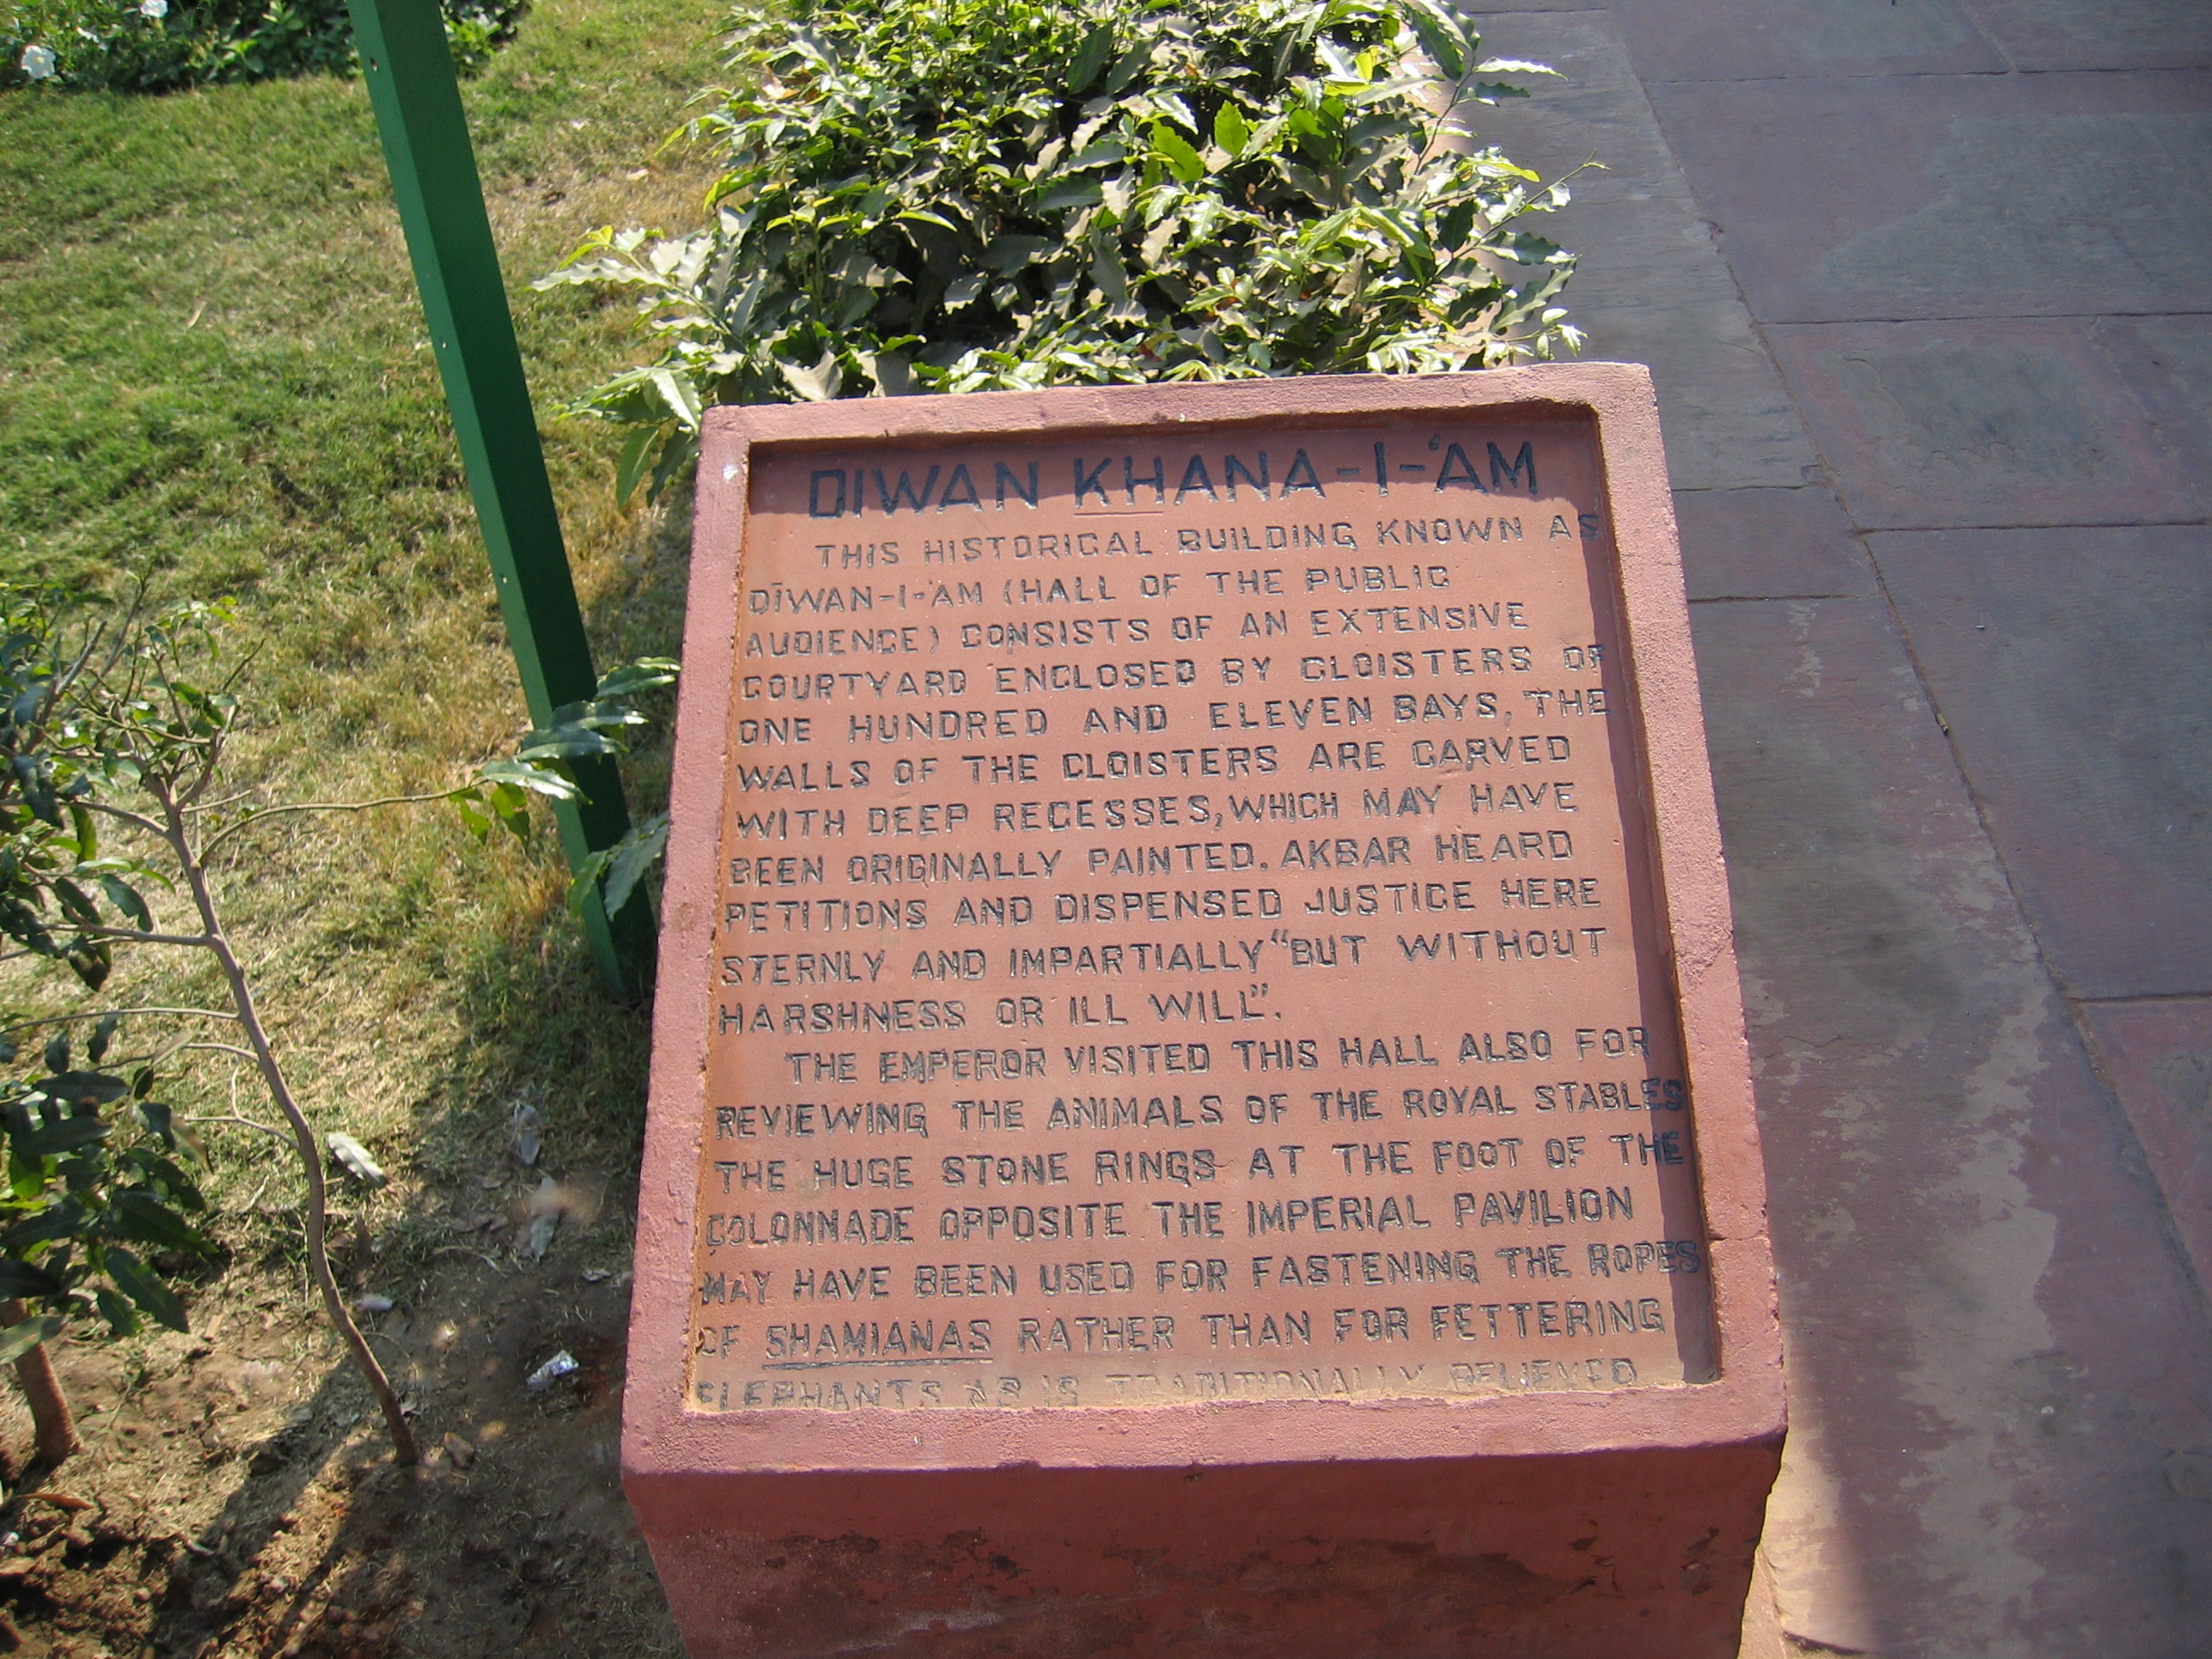 DIWAN KHANA-I-‘AM
THIS HISTORICAL BUILDING KNOWN AS
DĪWAN-I-‘AM (HALL OF THE PUBLIC
AUDIENCE) CONSISTS OF AN EXTENSIVE
COURTYARD ENCLOSED BY CLOISTERS OF
ONE HUNDRED AND ELEVEN BAYS, THE
WALLS OF THE CLOISTERS ARE CARVED
WITH DEEP RECESSES, WHICH MAY HAVE
BEEN ORIGINALLY PAINTED. AKBAR HEARD
PETITIONS AND DISPENSED JUSTICE HERE
STERNLY AND IMPARTIALLY “BUT WITHOUT
HARSHNESS OR ILL WILL”.
THE EMPEROR VISITED THIS HALL ALSO FOR
REVIEWING THE ANIMALS OF THE ROYAL STABLES
THE HUGE STONE RINGS AT THE FOOT OF THE
COLONNADE OPPOSITE THE IMPERIAL PAVILION
MAY HAVE BEEN USED FOR FASTENING THE ROPES
OF SHAMIANAS RATHER THAN FOR FETTERING
ELEPHANTS AS IS TRADITIONALLY BELIEVED